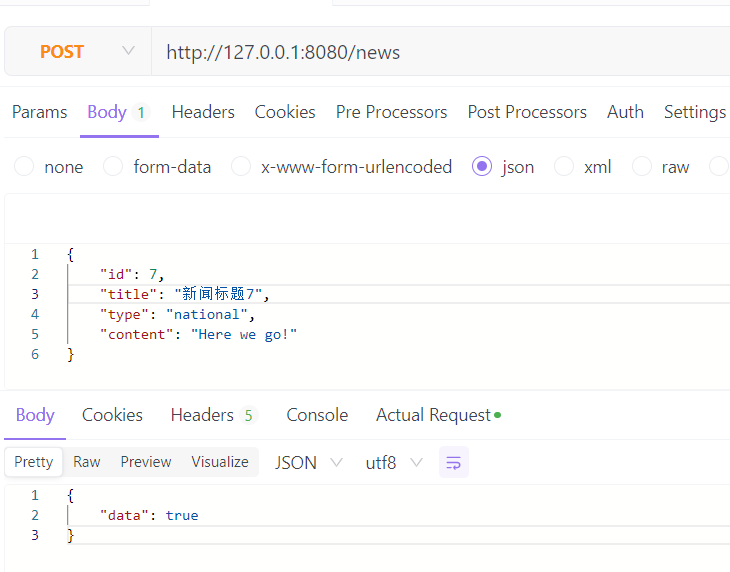 POST http://127.0.0.1:8080/news
Params Body 1 Headers Cookies Pre Processors Post Processors Auth Settings
none form-data x-www-form-urlencoded json xml raw
1 {
2 "id": 7,
3 "title": "新闻标题7",
4 "type": "national",
5 "content": "Here we go!"
6 }
Body Cookies Headers 5 Console Actual Request
Pretty Raw Preview Visualize JSON utf8
1 {
2 "data": true
3 }